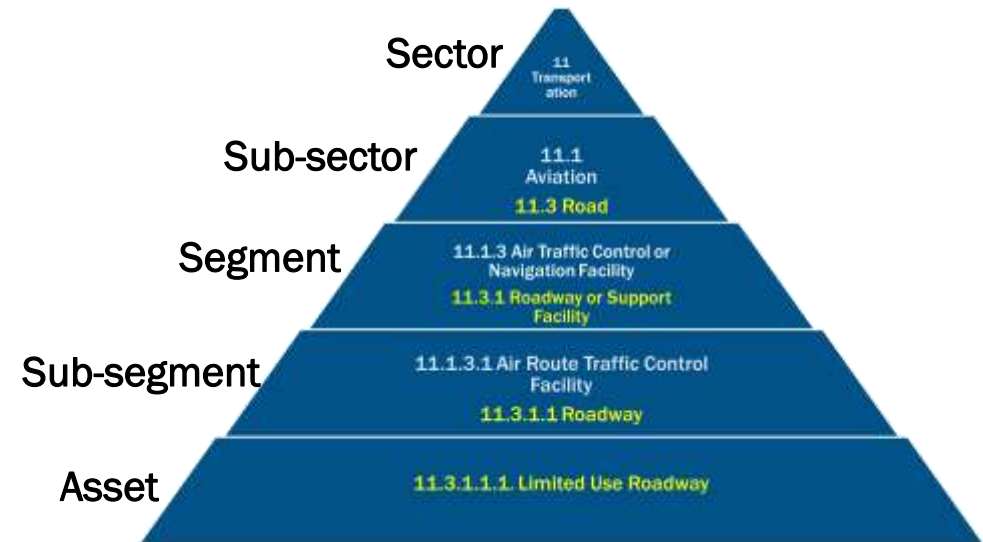 Sector
11
Transport
ation
Sub-sector
11.1
Aviation
11.3 Road
Segment
11.1.3 Air Traffic Control or
Navigation Facility
11.3.1 Roadway or Support
Facility
Sub-segment
11.1.3.1 Air Route Traffic Control
Facility
11.3.1.1 Roadway
Asset
11.3.1.1.1. Limited Use Roadway